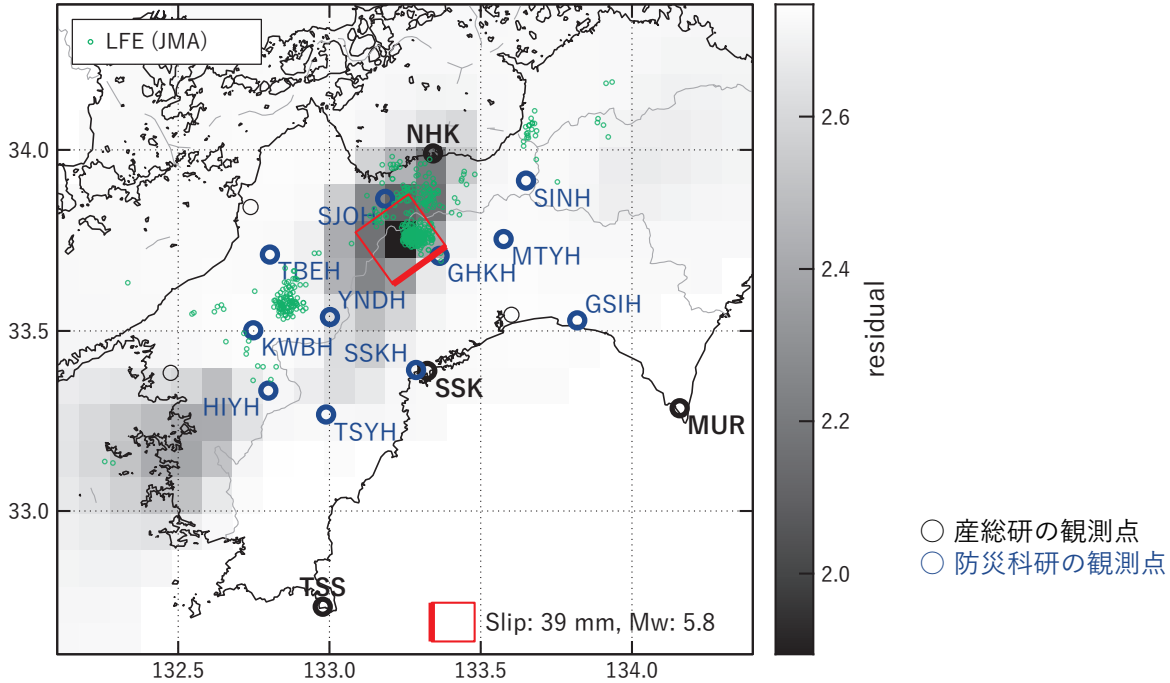 LFE (JMA)
34.0
33.5
33.0
132.5
133.0
133.5
134.0
NHK
SJOH
SINH
MTYH
GHKH
TBEH
YNDH
GSIH
KWBH
SSKH
SSK
HIYH
TSYH
MUR
TSS
Slip: 39 mm, Mw: 5.8
2.6
2.4
2.2
2.0
residual
産総研の観測点
防災科研の観測点